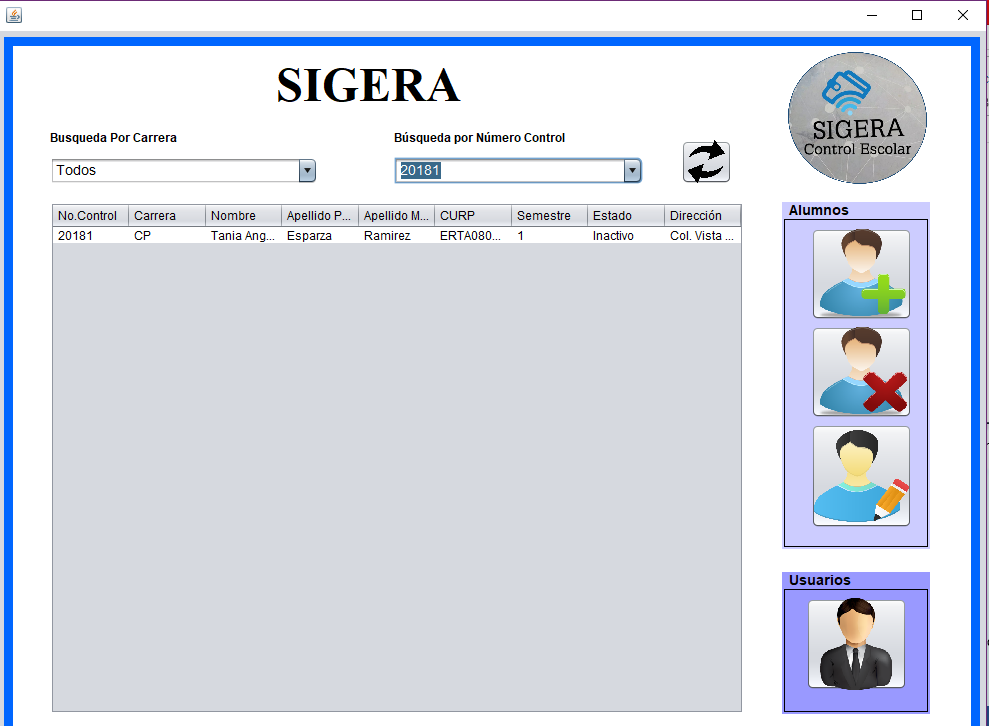 SIGERA
SIGERA
Control Escolar
Busqueda Por Carrera
Búsqueda por Número Control
Todos
20181
No.Control Carrera Nombre Apellido P... Apellido M... CURP Semestre Estado Dirección
20181 CP Tania Ang... Esparza Ramirez ERTA080... 1 Inactivo Col. Vista ...
Alumnos
Usuarios